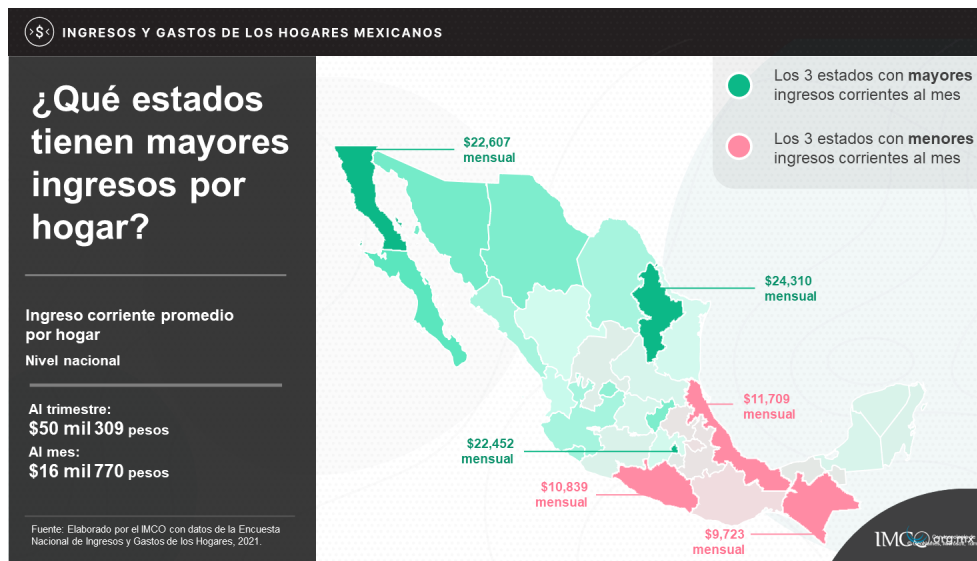 INGRESOS Y GASTOS DE LOS HOGARES MEXICANOS
¿Qué estados
tienen mayores
ingresos por
hogar?
Ingreso corriente promedio
por hogar
Nivel nacional
Al trimestre:
$50 mil 309 pesos
Al mes:
$16 mil 770 pesos
Fuente: Elaborado por el IMCO con datos de la Encuesta
Nacional de Ingresos y Gastos de los Hogares, 2021.
Los 3 estados con mayores
ingresos corrientes al mes
Los 3 estados con menores
ingresos corrientes al mes
$22,607
mensual
$24,310
mensual
$11,709
mensual
$22,452
mensual
$10,839
mensual
$9,723
mensual
IMCO